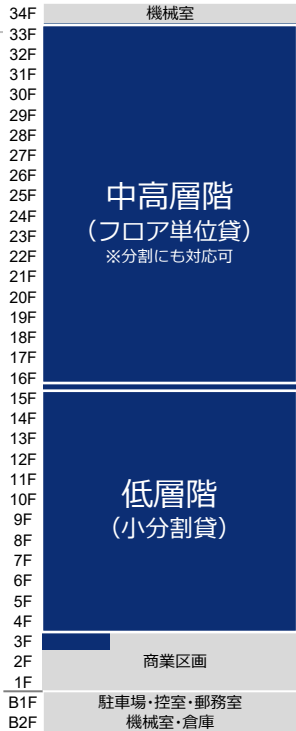 34F 機械室
33F
32F
31F
30F
29F
28F
27F
26F
25F 中高層階
24F
23F （フロア単位貸）
22F ※分割にも対応可
21F
20F
19F
18F
17F
16F
15F
14F
13F
12F
11F
10F 低層階
9F
8F （小分割貸）
7F
6F
5F
4F
3F
2F 商業区画
1F
B1F 駐車場・控室・郵務室
B2F 機械室・倉庫